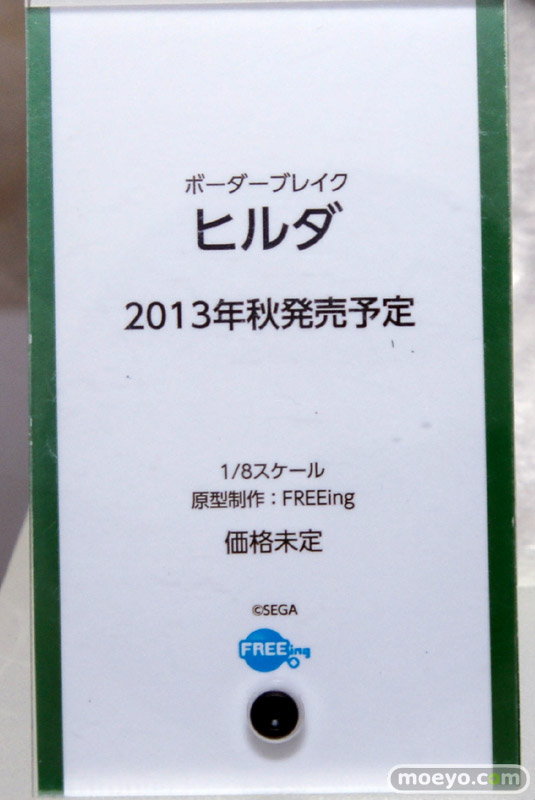 ボーダーブレイク
ヒルダ
2013年秋発売予定
1/8スケール
原型制作：FREEing
価格未定
©SEGA
FREEing
moeyo.com